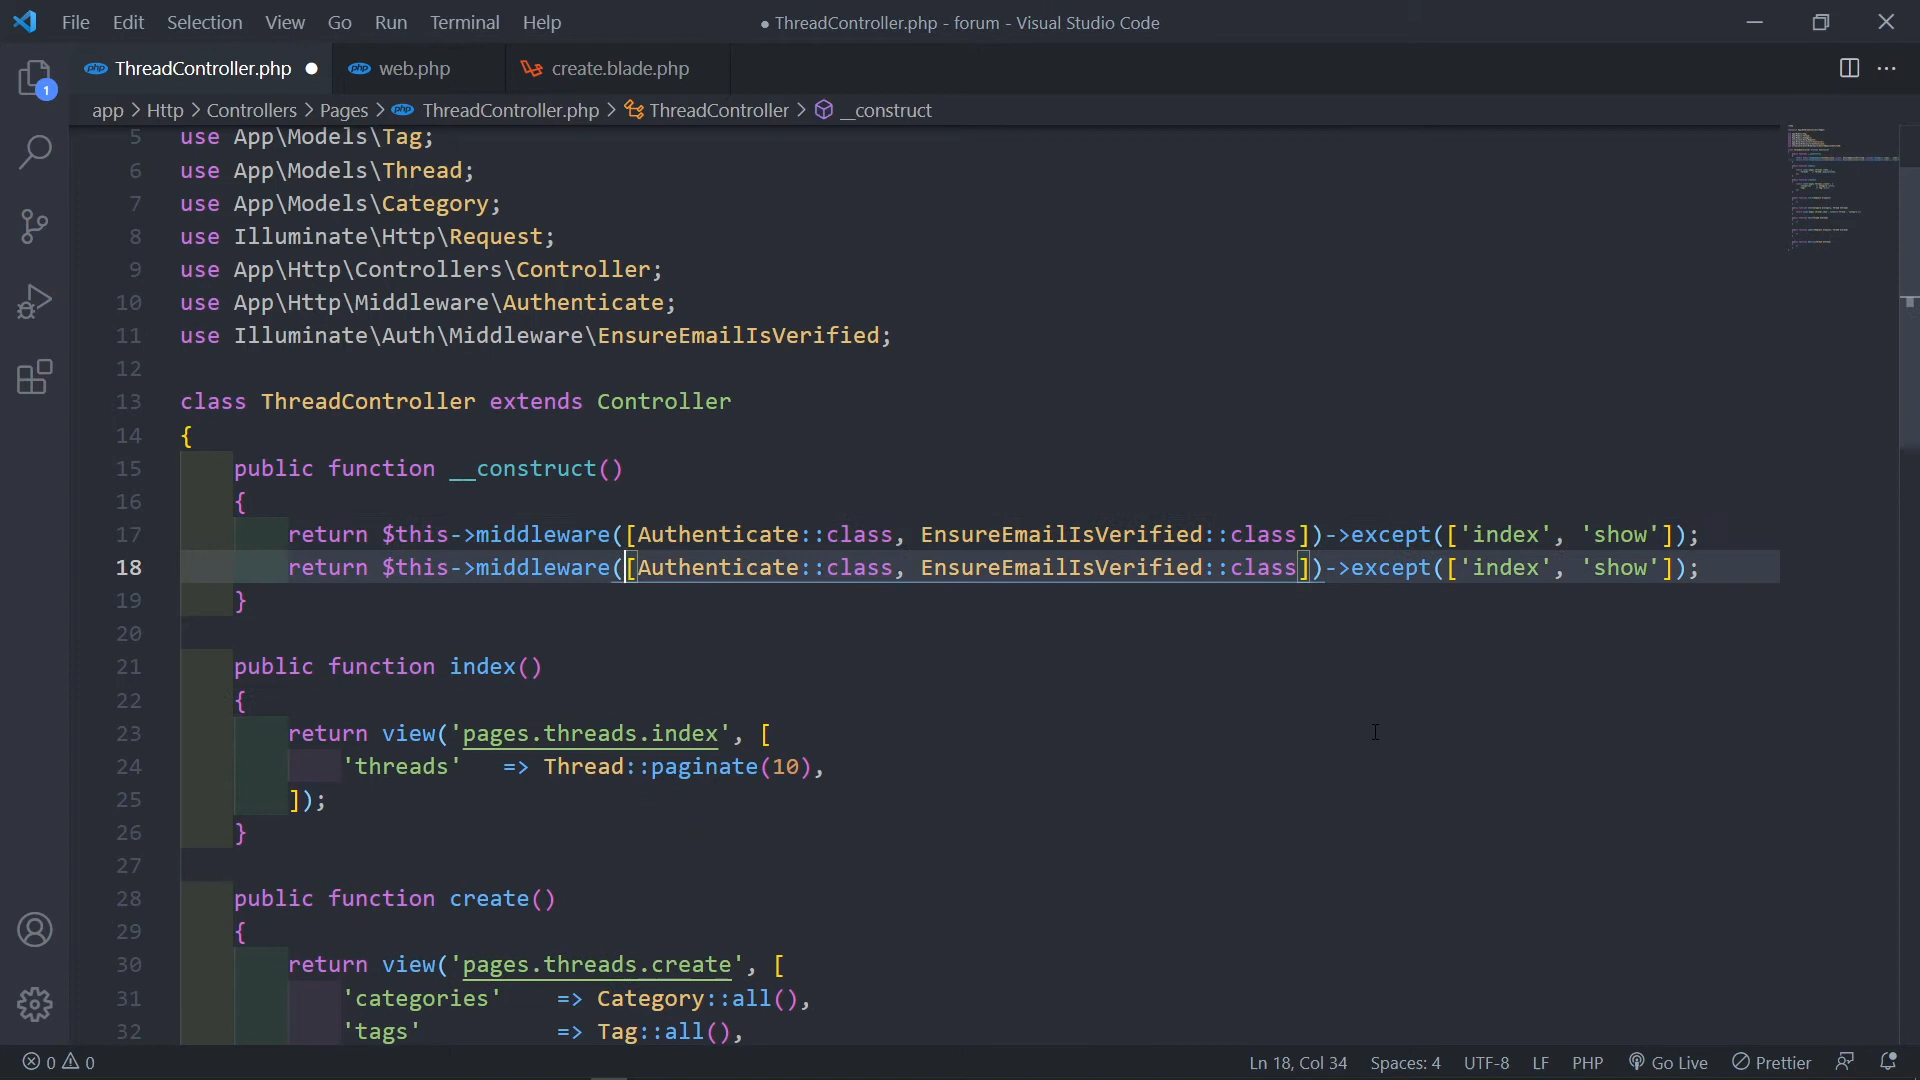 File Edit Selection View Go Run Terminal Help ● ThreadController.php - forum - Visual Studio Code
ThreadController.php ● web.php create.blade.php
app > Http > Controllers > Pages > ThreadController.php > ThreadController > __construct
1
5 use App\Models\Tag;
6 use App\Models\Thread;
7 use App\Models\Category;
8 use Illuminate\Http\Request;
9 use App\Http\Controllers\Controller;
10 use App\Http\Middleware\Authenticate;
11 use Illuminate\Auth\Middleware\EnsureEmailIsVerified;
12
13 class ThreadController extends Controller
14 {
15 public function __construct()
16 {
17 return $this->middleware([Authenticate::class, EnsureEmailIsVerified::class])->except(['index', 'show']);
18 return $this->middleware([Authenticate::class, EnsureEmailIsVerified::class])->except(['index', 'show']);
19 }
20
21 public function index()
22 {
23 return view('pages.threads.index', [
24 'threads' => Thread::paginate(10),
25 ]);
26 }
27
28 public function create()
29 {
30 return view('pages.threads.create', [
31 'categories' => Category::all(),
32 'tags' => Tag::all(),
0 0 Ln 18, Col 34 Spaces: 4 UTF-8 LF PHP Go Live Prettier